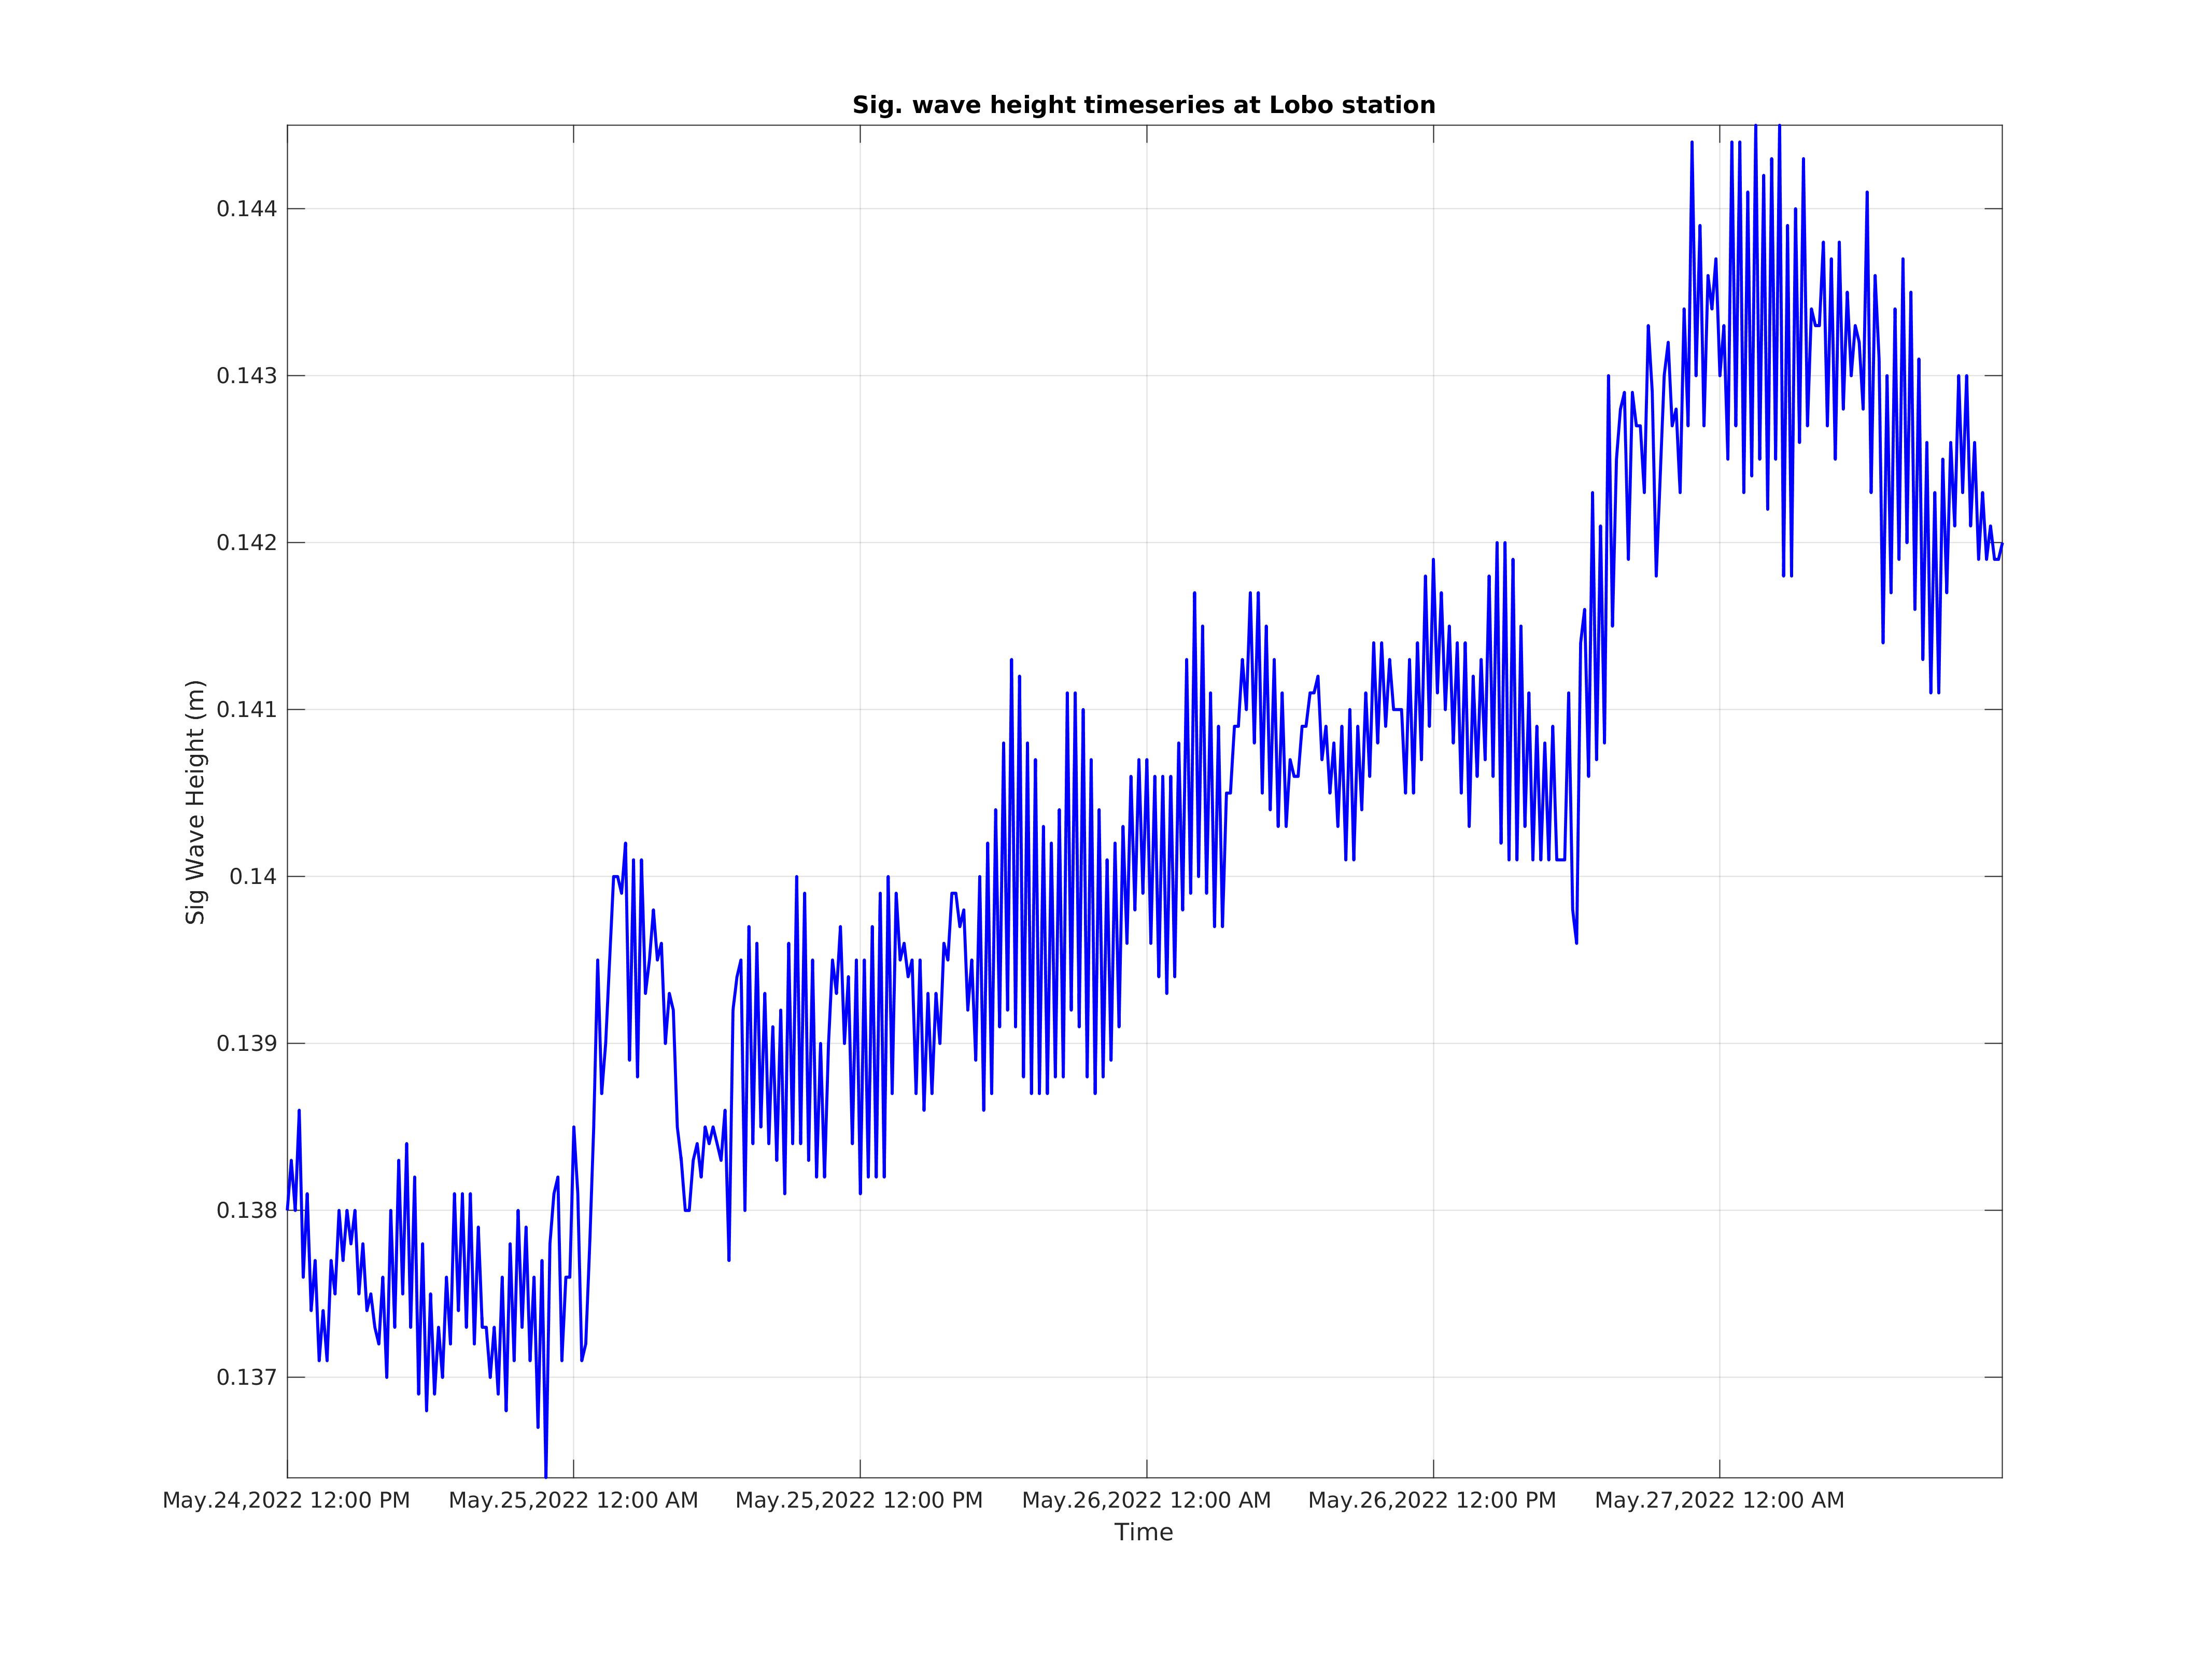 Sig. wave height timeseries at Lobo station
0.144
0.143
0.142
0.141
0.14
0.139
0.138
0.137
Sig Wave Height (m)
May.24,2022 12:00 PM
May.25,2022 12:00 AM
May.25,2022 12:00 PM
May.26,2022 12:00 AM
May.26,2022 12:00 PM
May.27,2022 12:00 AM
Time